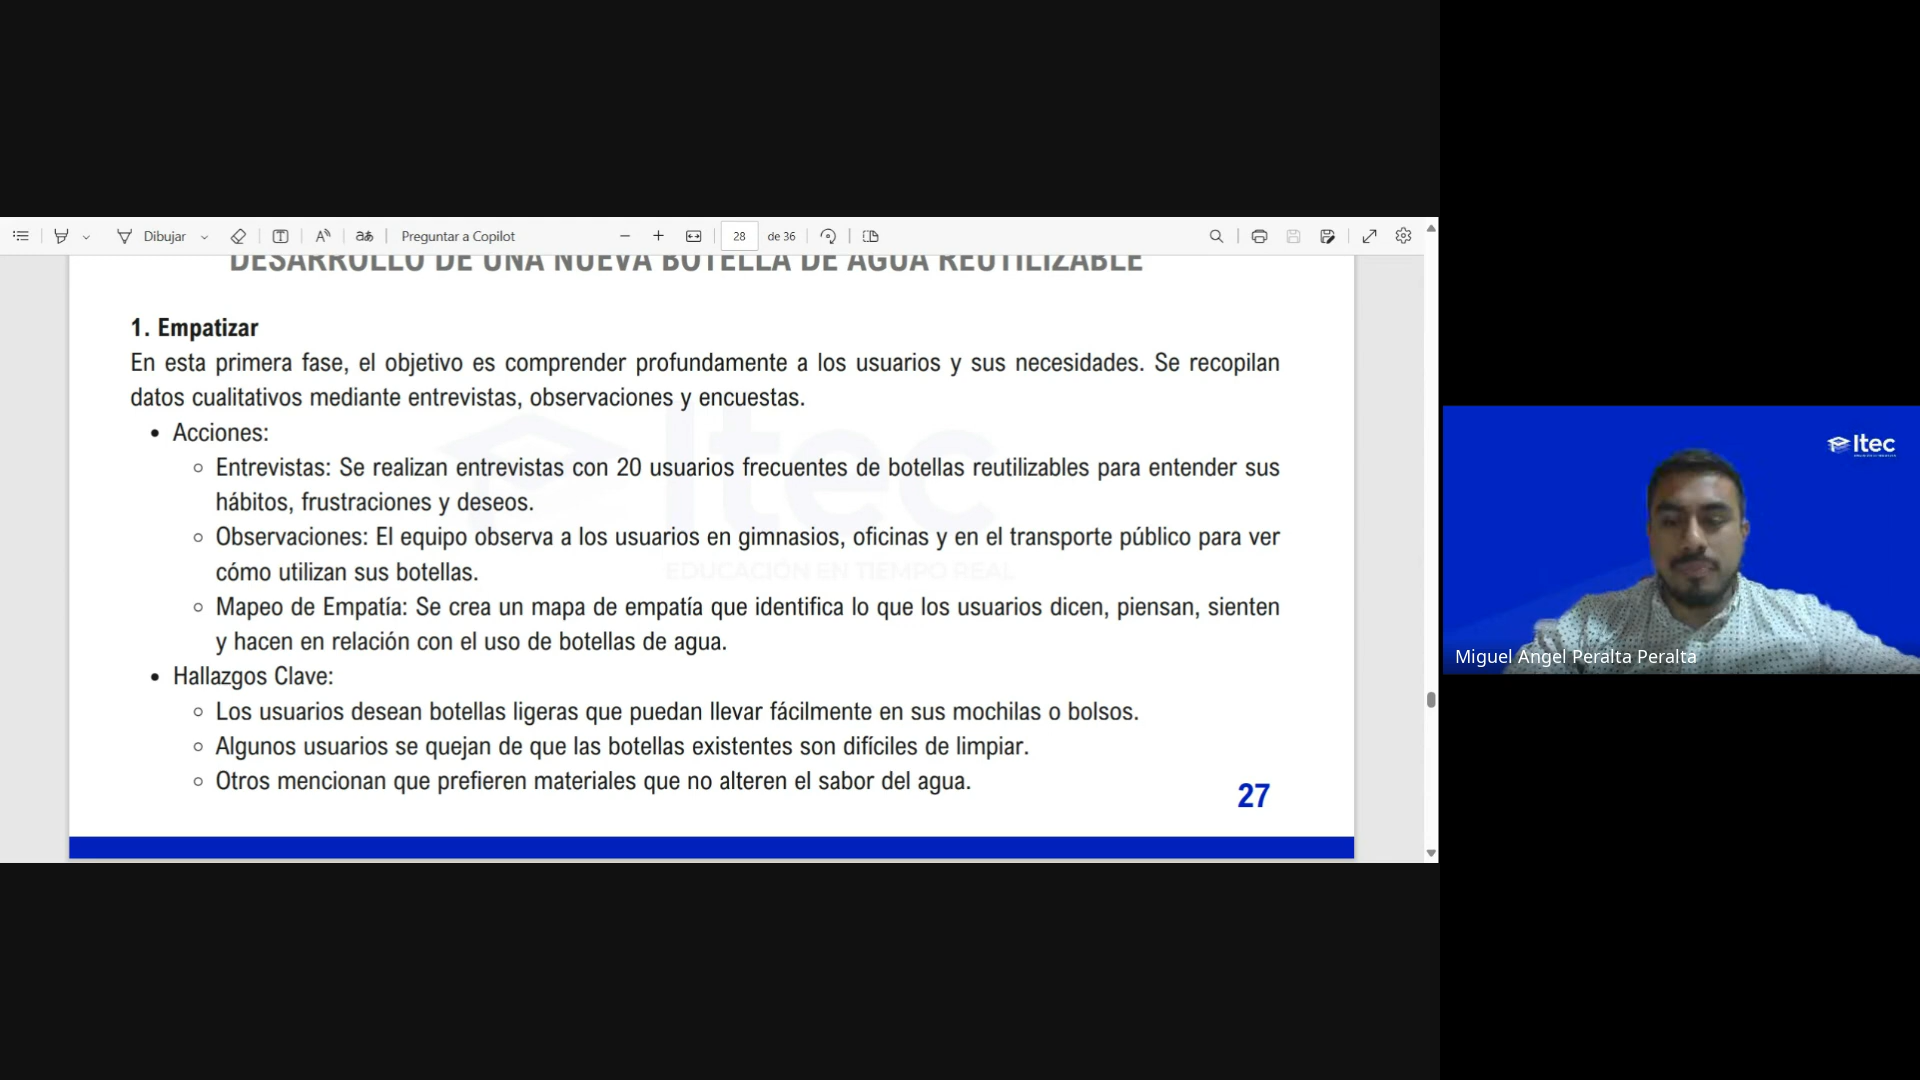 Dibujar
Preguntar a Copilot
28 de 36
DESARROLLO DE UNA NUEVA BOTELLA DE AGUA REUTILIZABLE
1. Empatizar
En esta primera fase, el objetivo es comprender profundamente a los usuarios y sus necesidades. Se recopilan
datos cualitativos mediante entrevistas, observaciones y encuestas.
• Acciones:
○ Entrevistas: Se realizan entrevistas con 20 usuarios frecuentes de botellas reutilizables para entender sus
hábitos, frustraciones y deseos.
○ Observaciones: El equipo observa a los usuarios en gimnasios, oficinas y en el transporte público para ver
cómo utilizan sus botellas.
○ Mapeo de Empatía: Se crea un mapa de empatía que identifica lo que los usuarios dicen, piensan, sienten
y hacen en relación con el uso de botellas de agua.
• Hallazgos Clave:
○ Los usuarios desean botellas ligeras que puedan llevar fácilmente en sus mochilas o bolsos.
○ Algunos usuarios se quejan de que las botellas existentes son difíciles de limpiar.
○ Otros mencionan que prefieren materiales que no alteren el sabor del agua.
27
Itec
EDUCACIÓN EN TIEMPO REAL
Itec
Miguel Angel Peralta Peralta